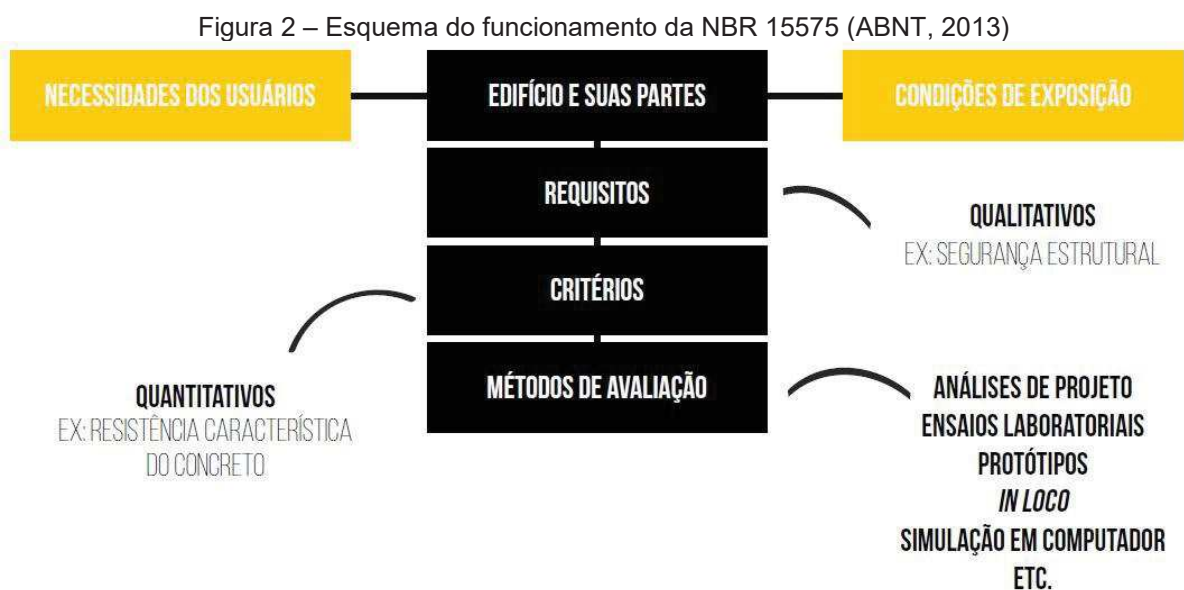 Figura 2 – Esquema do funcionamento da NBR 15575 (ABNT, 2013)
NECESSIDADES DOS USUÁRIOS
EDIFÍCIO E SUAS PARTES
CONDIÇÕES DE EXPOSIÇÃO
REQUISITOS
QUALITATIVOS
EX: SEGURANÇA ESTRUTURAL
CRITÉRIOS
QUANTITATIVOS
EX: RESISTÊNCIA CARACTERÍSTICA
DO CONCRETO
MÉTODOS DE AVALIAÇÃO
ANÁLISES DE PROJETO
ENSAIOS LABORATORIAIS
PROTÓTIPOS
IN LOCO
SIMULAÇÃO EM COMPUTADOR
ETC.